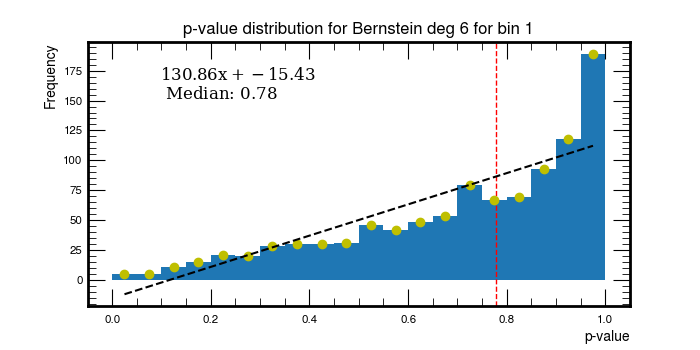 p-value distribution for Bernstein deg 6 for bin 1
Frequency
130.86x + −15.43
Median: 0.78
175
150
125
100
75
50
25
0
0.0 0.2 0.4 0.6 0.8 1.0
p-value